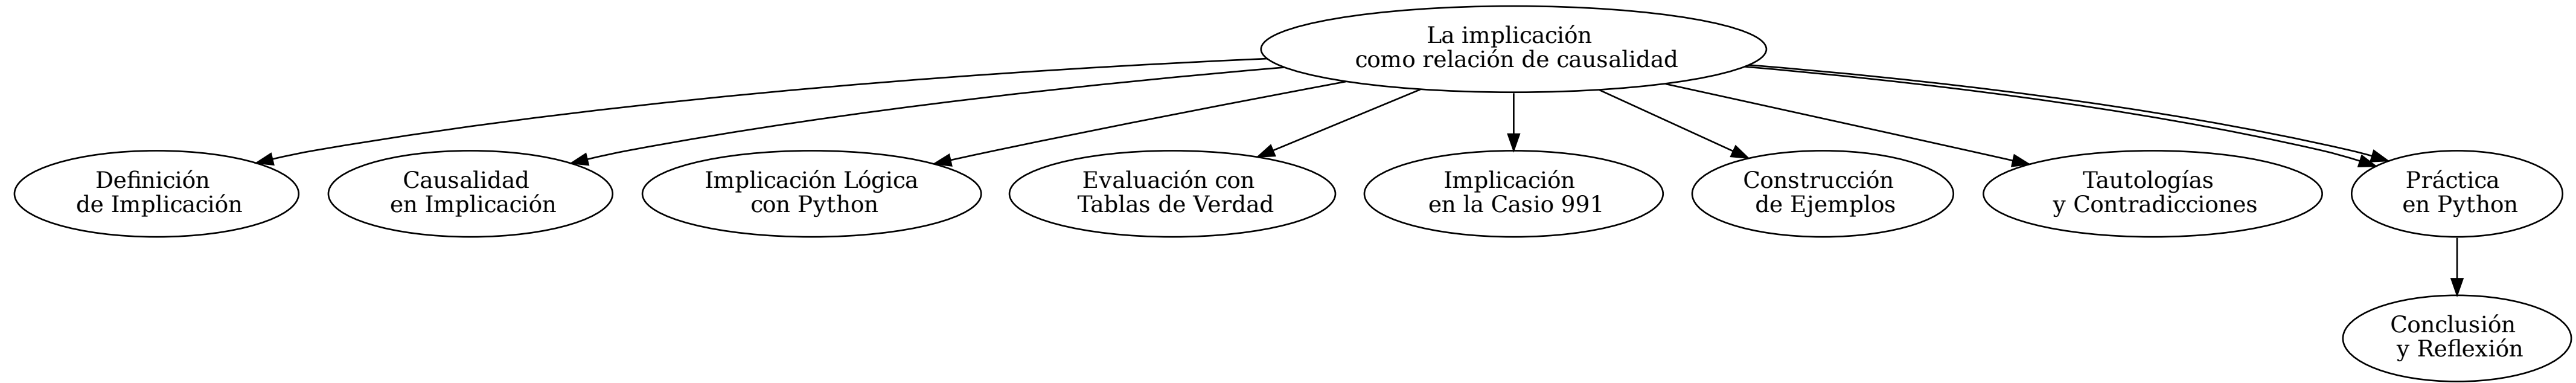 La implicación
como relación de causalidad
Definición
de Implicación
Causalidad
en Implicación
Implicación Lógica
con Python
Evaluación con
Tablas de Verdad
Implicación
en la Casio 991
Construcción
de Ejemplos
Tautologías
y Contradicciones
Práctica
en Python
Conclusión
y Reflexión